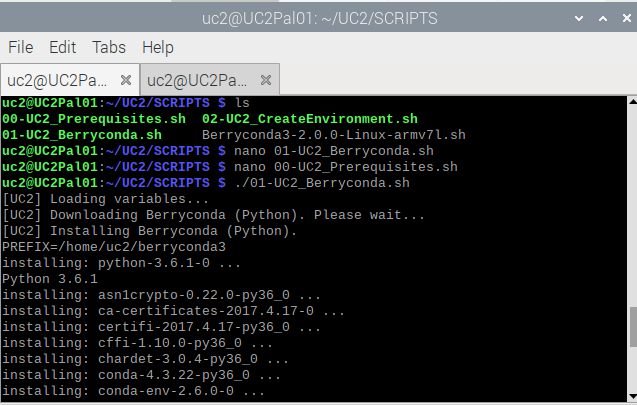 uc2@UC2Pal01: ~/UC2/SCRIPTS
File Edit Tabs Help
uc2@UC2Pa... uc2@UC2Pa...
uc2@UC2Pal01:~/UC2/SCRIPTS $ ls
00-UC2_Prerequisites.sh 02-UC2_CreateEnvironment.sh
01-UC2_Berryconda.sh Berryconda3-2.0.0-Linux-armv7l.sh
uc2@UC2Pal01:~/UC2/SCRIPTS $ nano 01-UC2_Berryconda.sh
uc2@UC2Pal01:~/UC2/SCRIPTS $ nano 00-UC2_Prerequisites.sh
uc2@UC2Pal01:~/UC2/SCRIPTS $ ./01-UC2_Berryconda.sh
[UC2] Loading variables...
[UC2] Downloading Berryconda (Python). Please wait...
[UC2] Installing Berryconda (Python).
PREFIX=/home/uc2/berryconda3
installing: python-3.6.1-0 ...
Python 3.6.1
installing: asn1crypto-0.22.0-py36_0 ...
installing: ca-certificates-2017.4.17-0 ...
installing: certifi-2017.4.17-py36_0 ...
installing: cffi-1.10.0-py36_0 ...
installing: chardet-3.0.4-py36_0 ...
installing: conda-4.3.22-py36_0 ...
installing: conda-env-2.6.0-0 ...